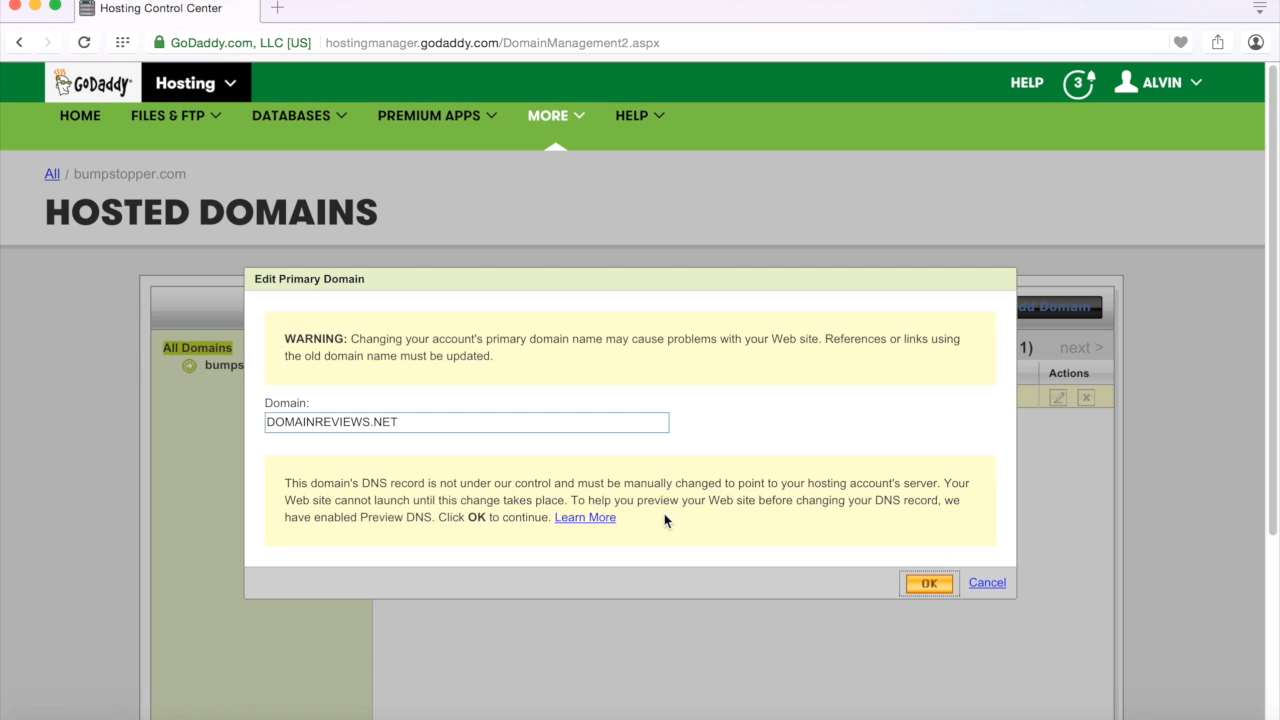 Hosting Control Center
GoDaddy.com, LLC [US] hostingmanager.godaddy.com/DomainManagement2.aspx
GoDaddy Hosting HELP 3 ALVIN
HOME FILES & FTP DATABASES PREMIUM APPS MORE HELP
All / bumpstopper.com
HOSTED DOMAINS
Edit Primary Domain
WARNING: Changing your account's primary domain name may cause problems with your Web site. References or links using
the old domain name must be updated.
Domain:
DOMAINREVIEWS.NET
This domain's DNS record is not under our control and must be manually changed to point to your hosting account's server. Your
Web site cannot launch until this change takes place. To help you preview your Web site before changing your DNS record, we
have enabled Preview DNS. Click OK to continue. Learn More
OK Cancel
All Domains
bumps
dd Domain
1) next >
Actions